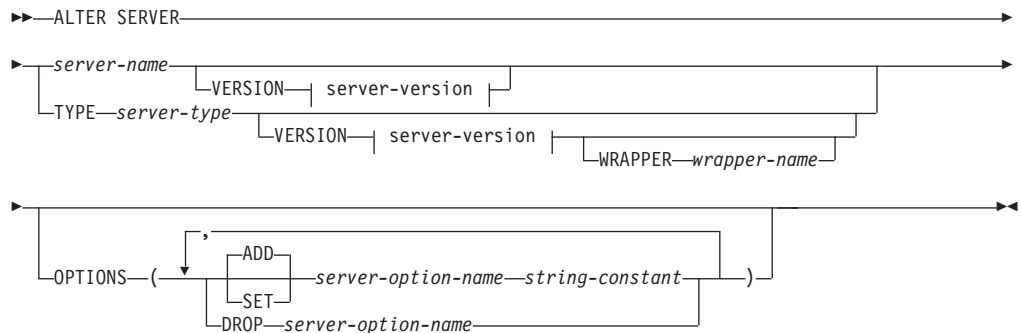 ALTER SERVER
server-name
VERSION server-version
TYPE server-type
VERSION server-version
WRAPPER wrapper-name
,
OPTIONS ( ADD server-option-name string-constant )
SET
DROP server-option-name